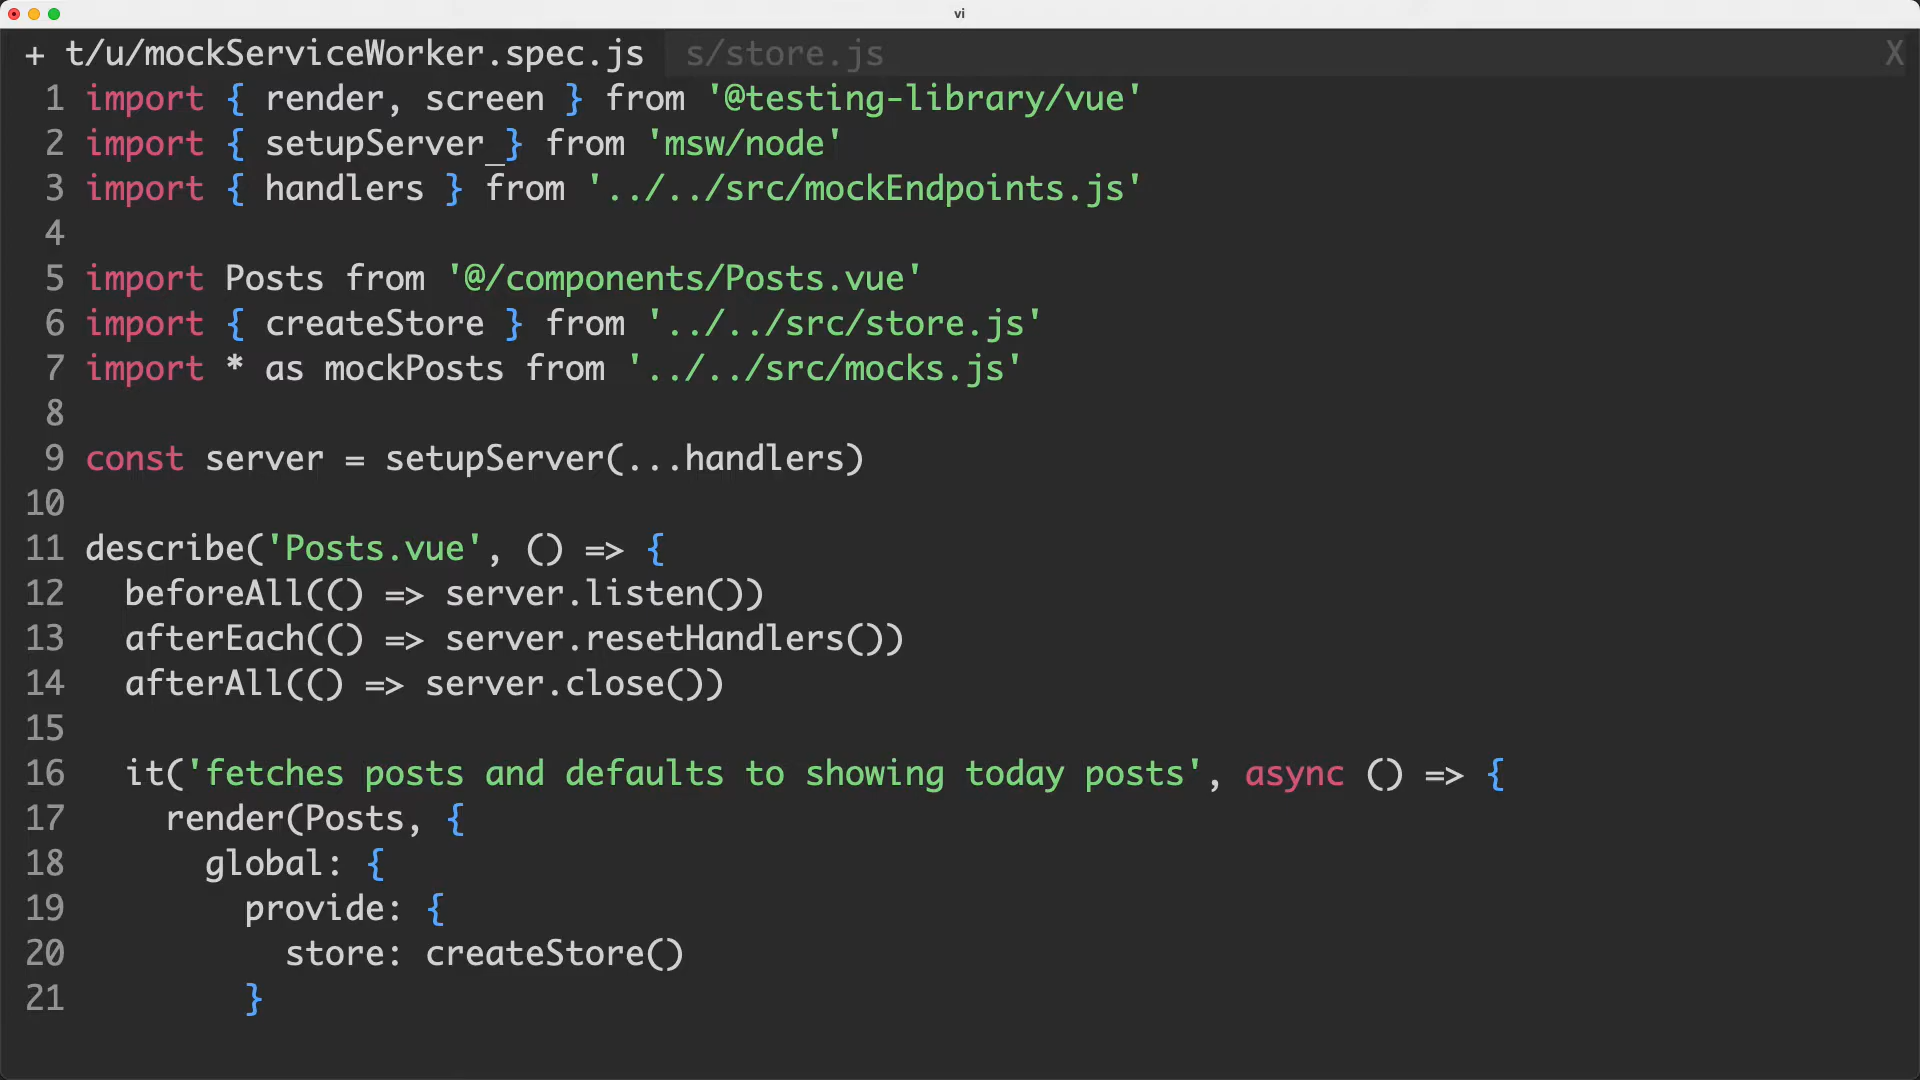 vi
+ t/u/mockServiceWorker.spec.js s/store.js X
1 import { render, screen } from '@testing-library/vue'
2 import { setupServer } from 'msw/node'
3 import { handlers } from '../../src/mockEndpoints.js'
4
5 import Posts from '@/components/Posts.vue'
6 import { createStore } from '../../src/store.js'
7 import * as mockPosts from '../../src/mocks.js'
8
9 const server = setupServer(...handlers)
10
11 describe('Posts.vue', () => {
12   beforeAll(() => server.listen())
13   afterEach(() => server.resetHandlers())
14   afterAll(() => server.close())
15
16   it('fetches posts and defaults to showing today posts', async () => {
17     render(Posts, {
18       global: {
19         provide: {
20           store: createStore()
21         }